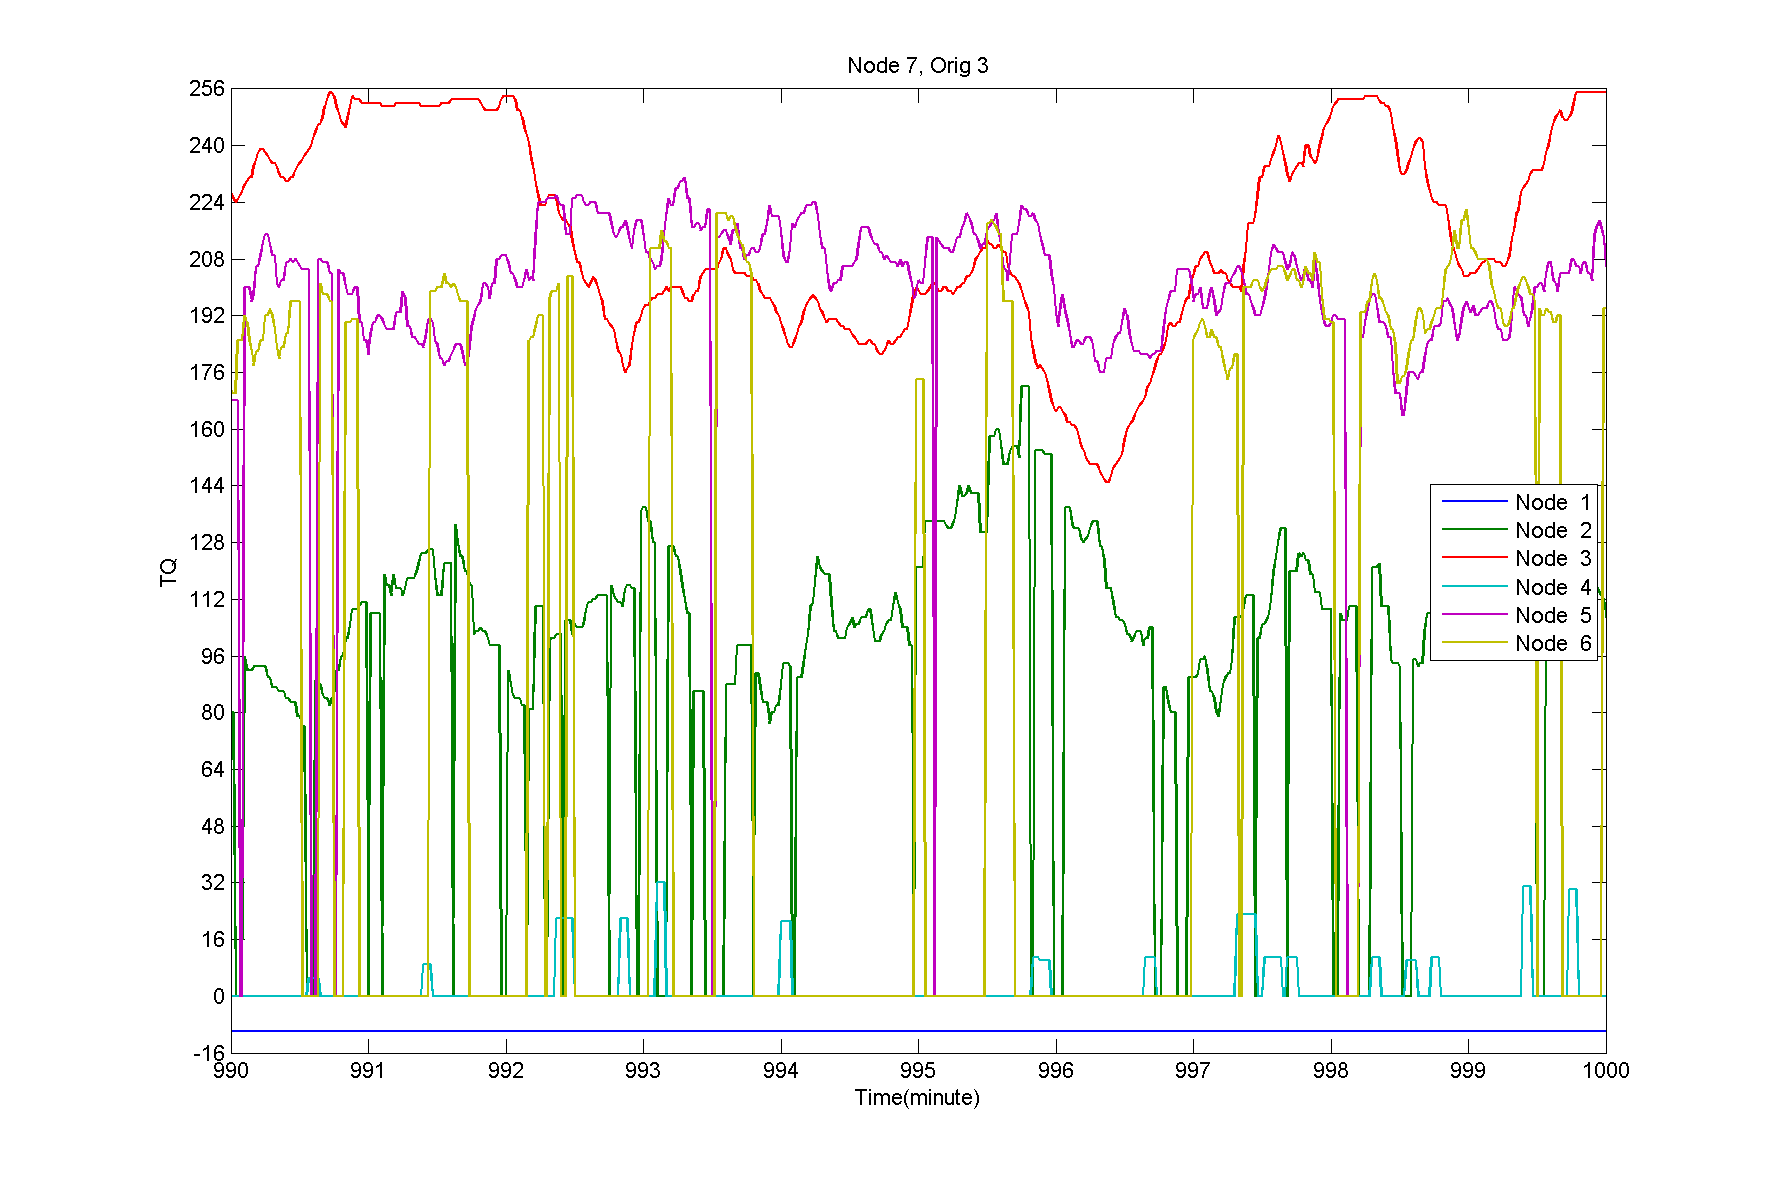 Node 7, Orig 3
256
240
224
208
192
176
160
144
128
112
96
80
64
48
32
16
0
-16
TQ
Node 1
Node 2
Node 3
Node 4
Node 5
Node 6
990 991 992 993 994 995 996 997 998 999 1000
Time(minute)